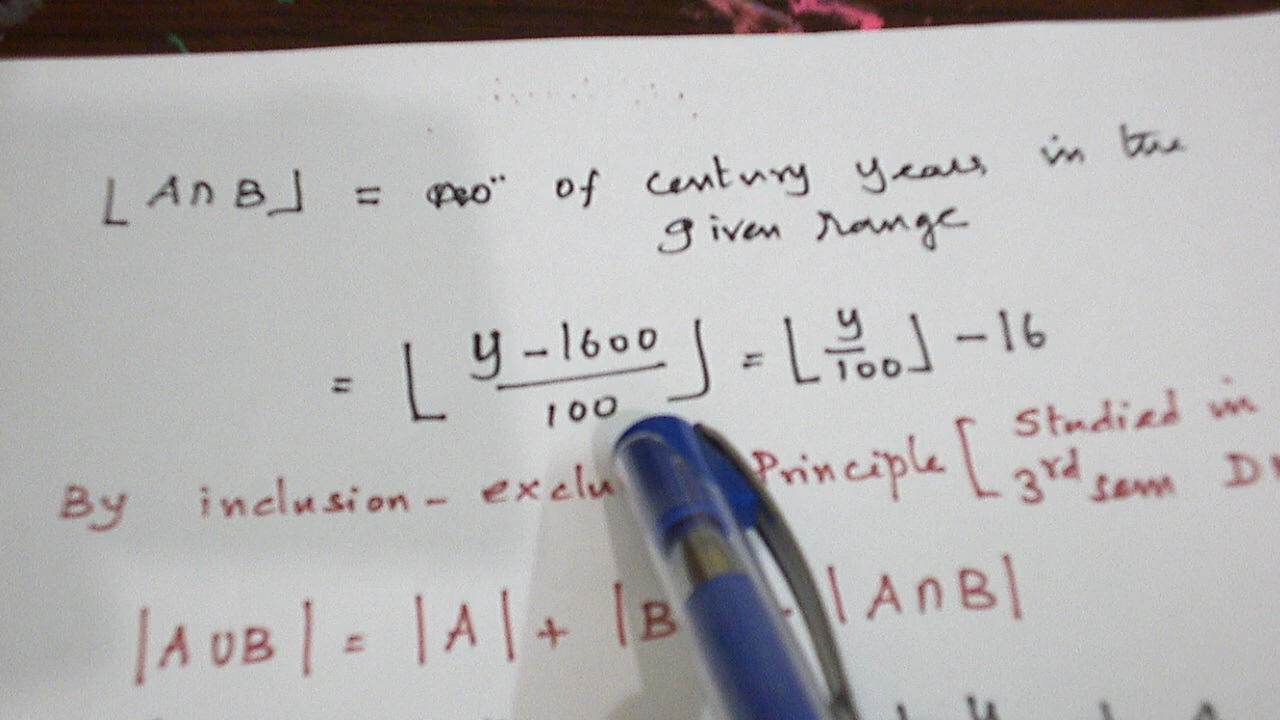 ⌊A∩B⌋ = of century years in the
given range
= ⌊ y-1600 / 100 ⌋ = ⌊ y / 100 ⌋ - 16
By inclusion - exclu Principle [ Studied in
3rd sem D
|A∪B| = |A| + |B - |A∩B|